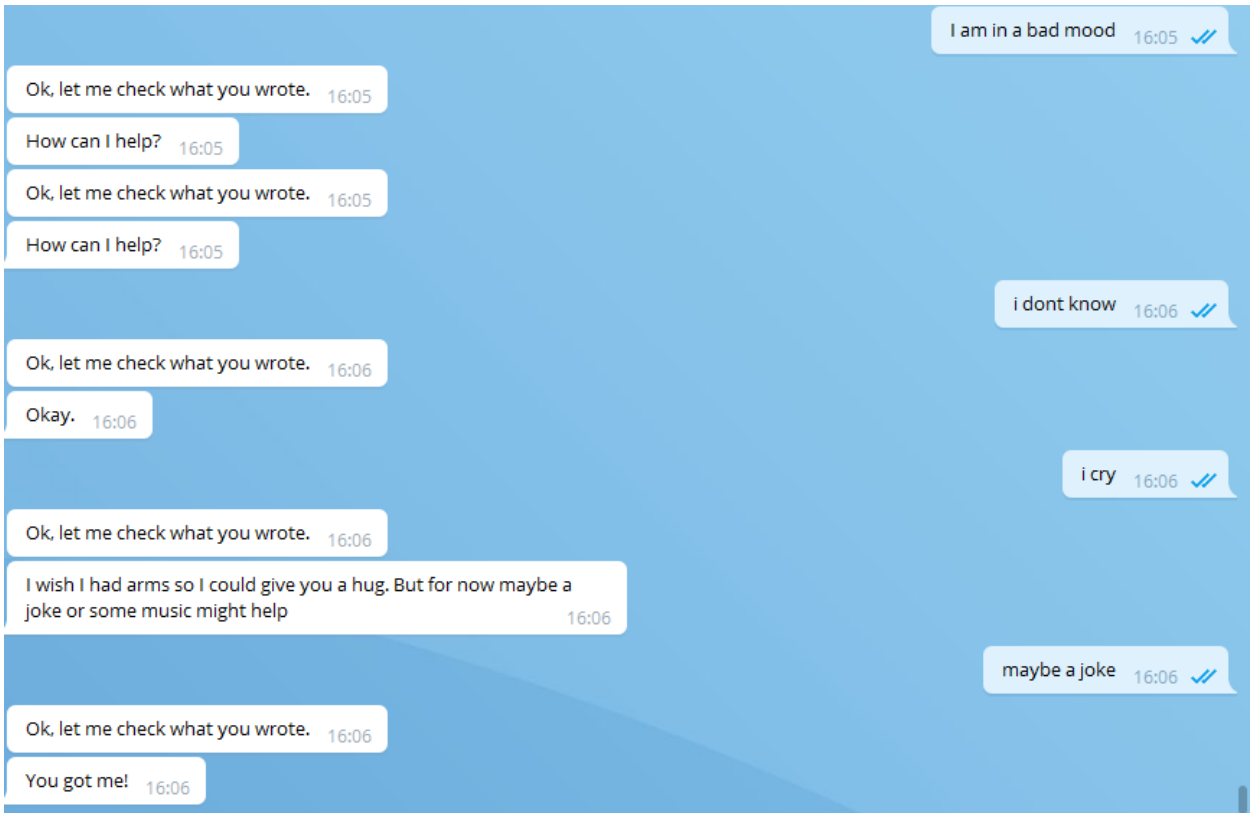 I am in a bad mood 16:05
Ok, let me check what you wrote. 16:05
How can I help? 16:05
Ok, let me check what you wrote. 16:05
How can I help? 16:05
i dont know 16:06
Ok, let me check what you wrote. 16:06
Okay. 16:06
i cry 16:06
Ok, let me check what you wrote. 16:06
I wish I had arms so I could give you a hug. But for now maybe a
joke or some music might help 16:06
maybe a joke 16:06
Ok, let me check what you wrote. 16:06
You got me! 16:06